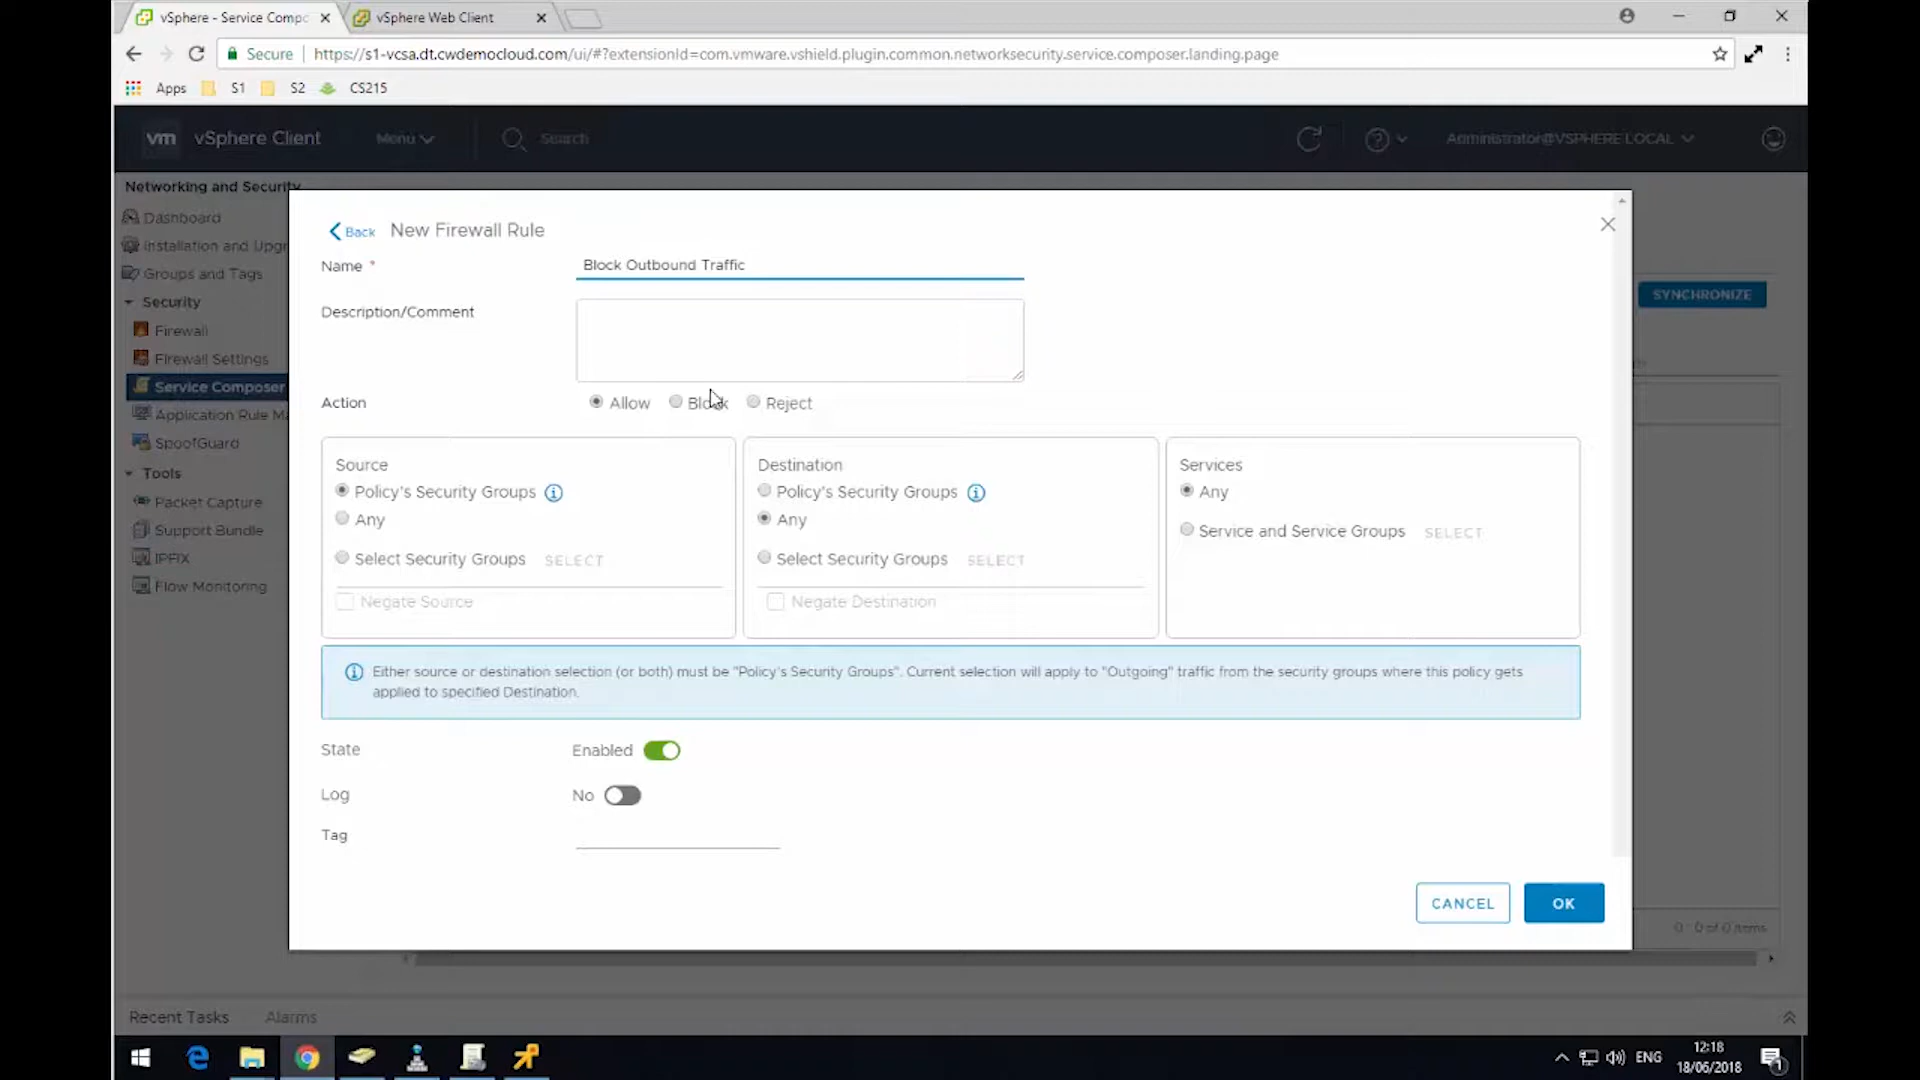 vSphere - Service Compo
vSphere Web Client
Secure
https://s1-vcsa.dt.cwdemocloud.com/ui/#?extensionId=com.vmware.vshield.plugin.common.networksecurity.service.composer.landing.page
Apps S1 S2 CS215
vm vSphere Client Menu Search Administrator@VSPHERE.LOCAL
Networking and Security
Dashboard
Installation and Upgr
Groups and Tags
Security
Firewall
Firewall Settings
Service Composer
Application Rule Ma
SpoofGuard
Tools
Packet Capture
Support Bundle
IPFIX
Flow Monitoring
SYNCHRONIZE
Back New Firewall Rule
Name * Block Outbound Traffic
Description/Comment
Action Allow Block Reject
Source
Policy's Security Groups
Any
Select Security Groups SELECT
Negate Source
Destination
Policy's Security Groups
Any
Select Security Groups SELECT
Negate Destination
Services
Any
Service and Service Groups SELECT
Either source or destination selection (or both) must be "Policy's Security Groups". Current selection will apply to "Outgoing" traffic from the security groups where this policy gets
applied to specified Destination.
State Enabled
Log No
Tag
CANCEL OK
0 - 0 of 0 items
Recent Tasks Alarms
ENG
12:18
18/06/2018
1